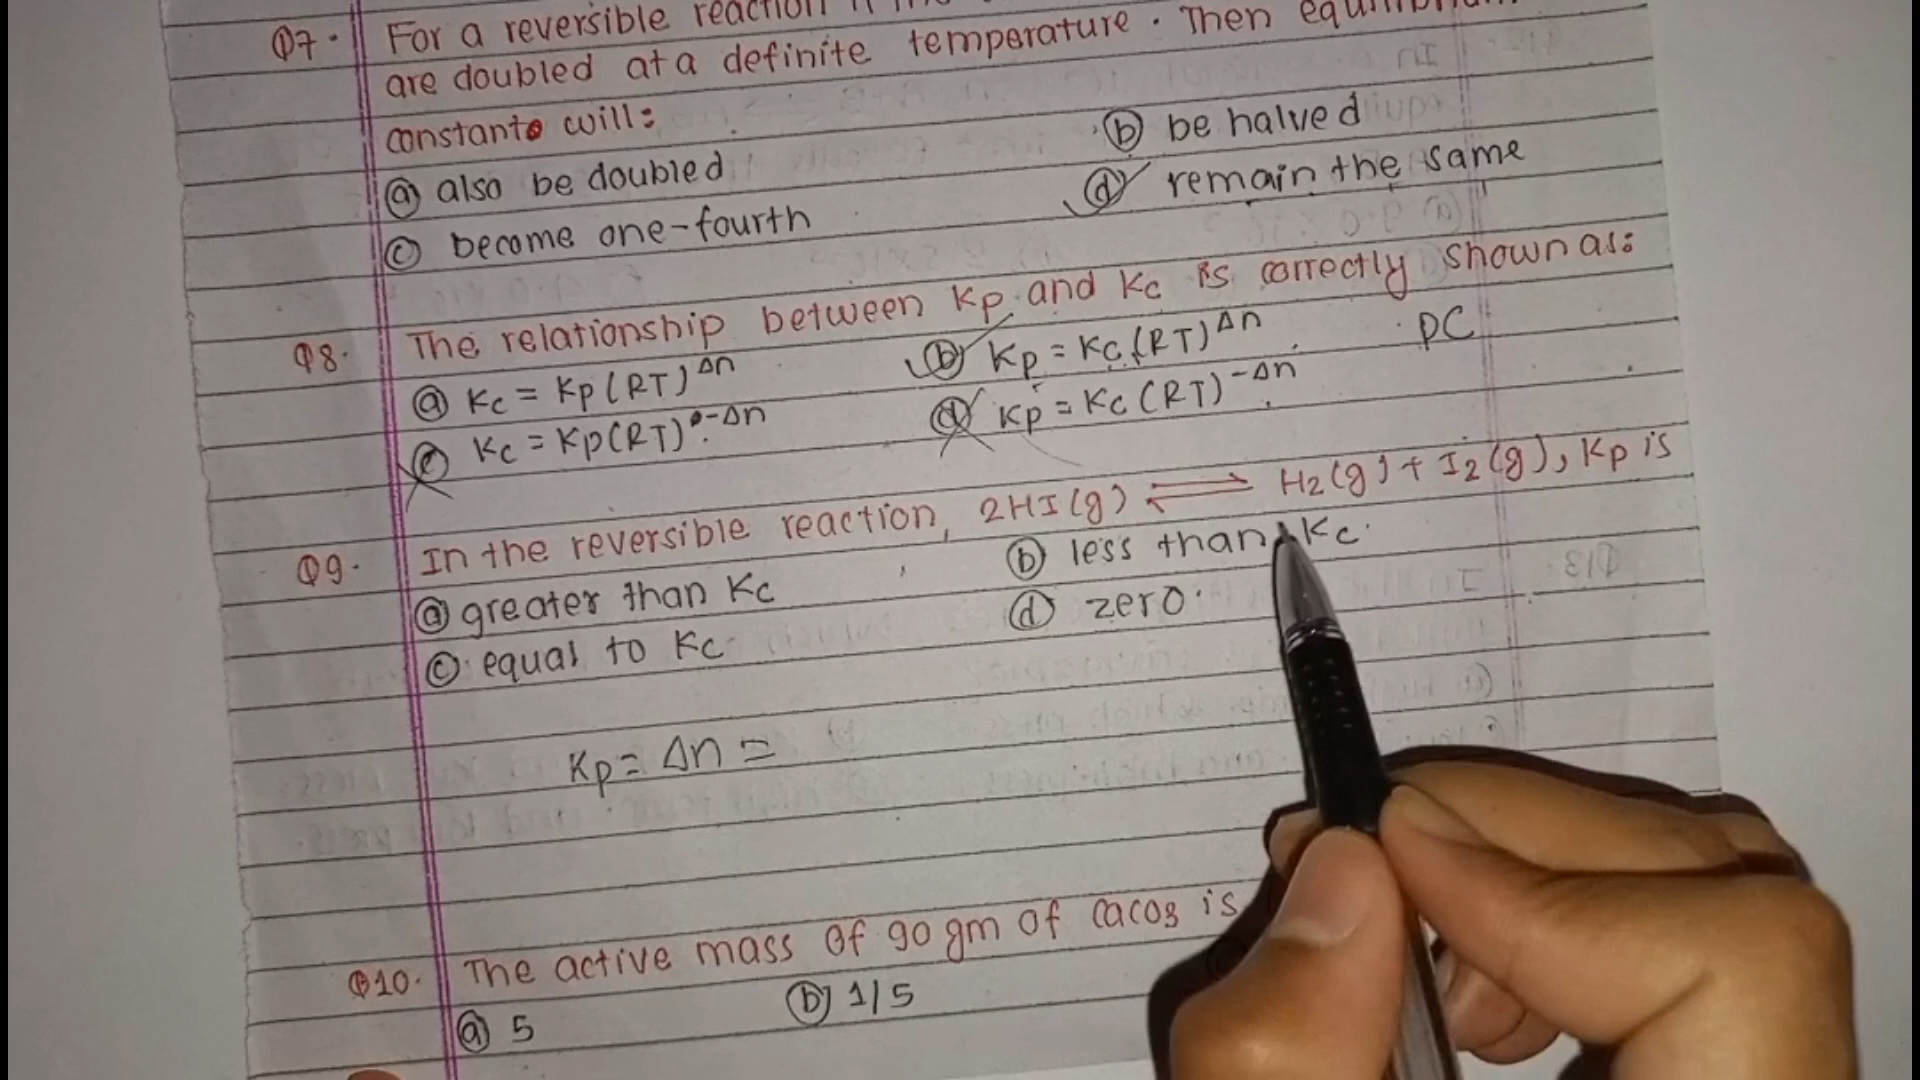 Q7. For a reversible reaction
are doubled at a definite temperature. Then
constants will:
(a) also be doubled (b) be halved
(c) become one-fourth (d) remain the same
Q8. The relationship between Kp and Kc is correctly shown as:
(a) Kc = Kp(RT)^Δn (b) Kp = Kc(RT)^Δn PC
(c) Kc = Kp(RT)^-Δn (d) Kp = Kc(RT)^-Δn
Q9. In the reversible reaction, 2HI(g) ⇌ H2(g) + I2(g), Kp is
(a) greater than Kc (b) less than Kc.
(c) equal to Kc (d) zero.
Kp = Δn =
Q10. The active mass of 90 gm of CaCO3 is
(a) 5 (b) 1/5